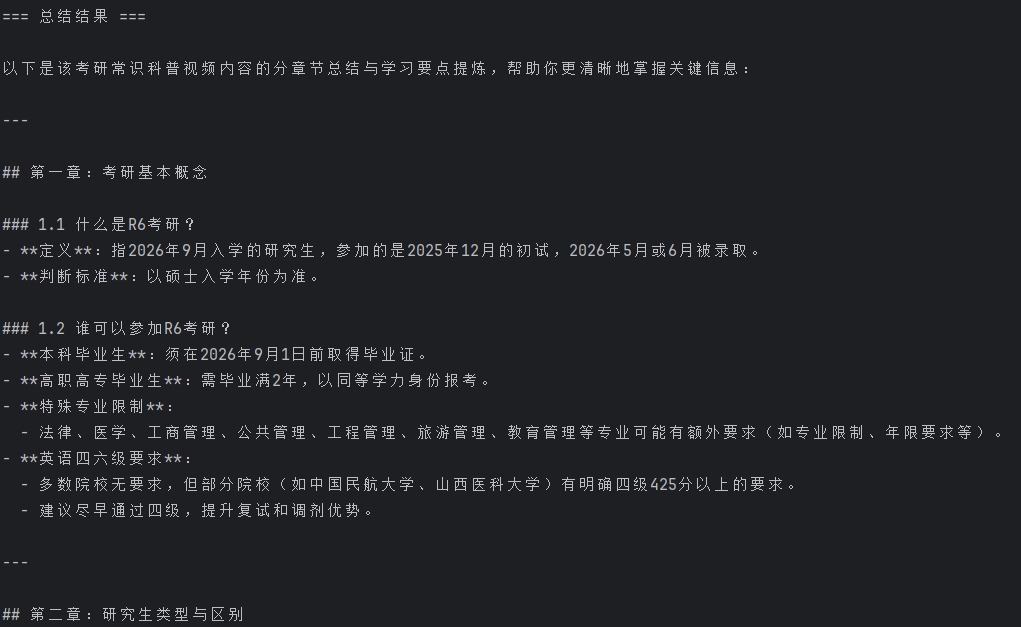 === 总结结果 ===
以下是该考研常识科普视频内容的分章节总结与学习要点提炼，帮助你更清晰地掌握关键信息：
---
## 第一章：考研基本概念
### 1.1 什么是R6考研？
- **定义**：指2026年9月入学的研究生，参加的是2025年12月的初试，2026年5月或6月被录取。
- **判断标准**：以硕士入学年份为准。
### 1.2 谁可以参加R6考研？
- **本科毕业生**：须在2026年9月1日前取得毕业证。
- **高职高专毕业生**：需毕业满2年，以同等学力身份报考。
- **特殊专业限制**：
  - 法律、医学、工商管理、公共管理、工程管理、旅游管理、教育管理等专业可能有额外要求（如专业限制、年限要求等）。
- **英语四六级要求**：
  - 多数院校无要求，但部分院校（如中国民航大学、山西医科大学）有明确四级425分以上的要求。
  - 建议尽早通过四级，提升复试和调剂优势。
---
## 第二章：研究生类型与区别